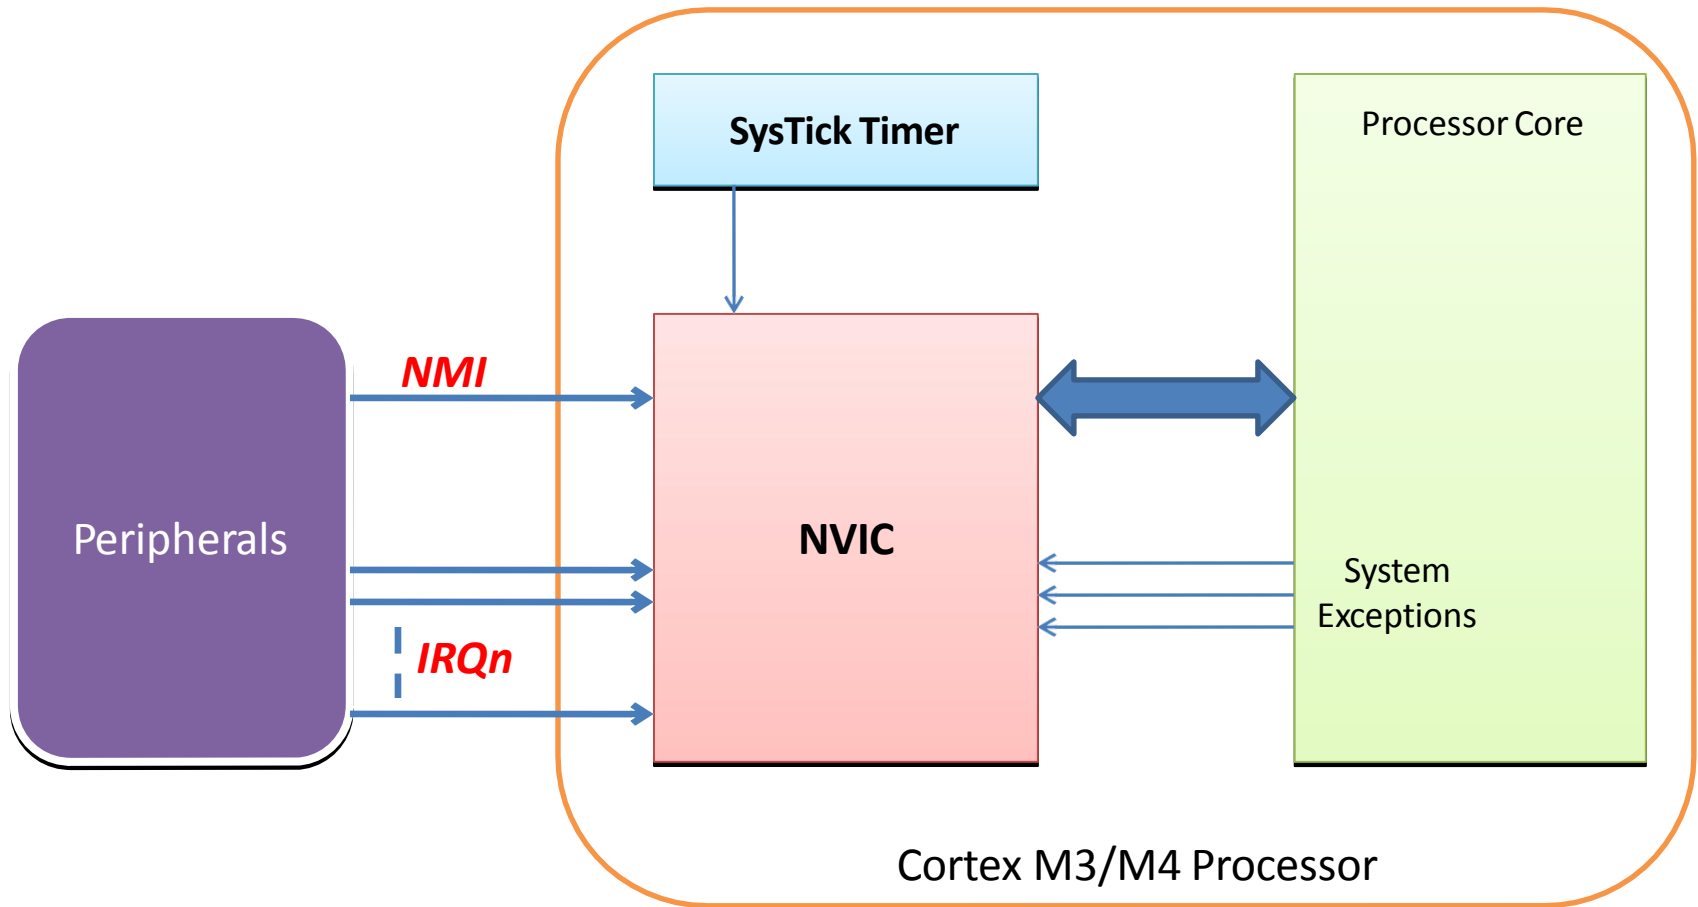 SysTick Timer
Processor Core
NMI
Peripherals
NVIC
System
Exceptions
IRQn
Cortex M3/M4 Processor